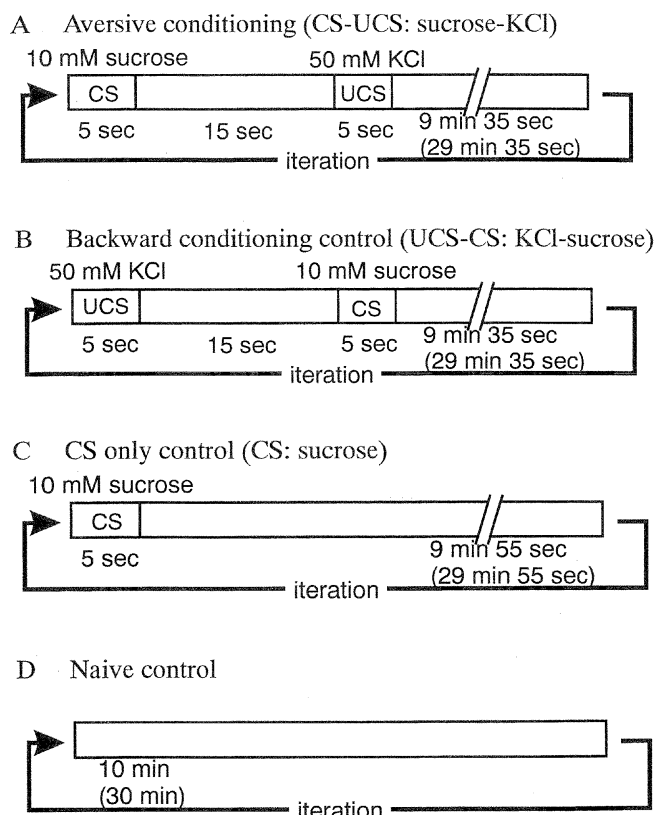 A Aversive conditioning (CS-UCS: sucrose-KCl)
10 mM sucrose 50 mM KCl
CS UCS
5 sec 15 sec 5 sec 9 min 35 sec
(29 min 35 sec)
iteration
B Backward conditioning control (UCS-CS: KCl-sucrose)
50 mM KCl 10 mM sucrose
UCS CS
5 sec 15 sec 5 sec 9 min 35 sec
(29 min 35 sec)
iteration
C CS only control (CS: sucrose)
10 mM sucrose
CS
5 sec 9 min 55 sec
(29 min 55 sec)
iteration
D Naive control
10 min
(30 min)
iteration